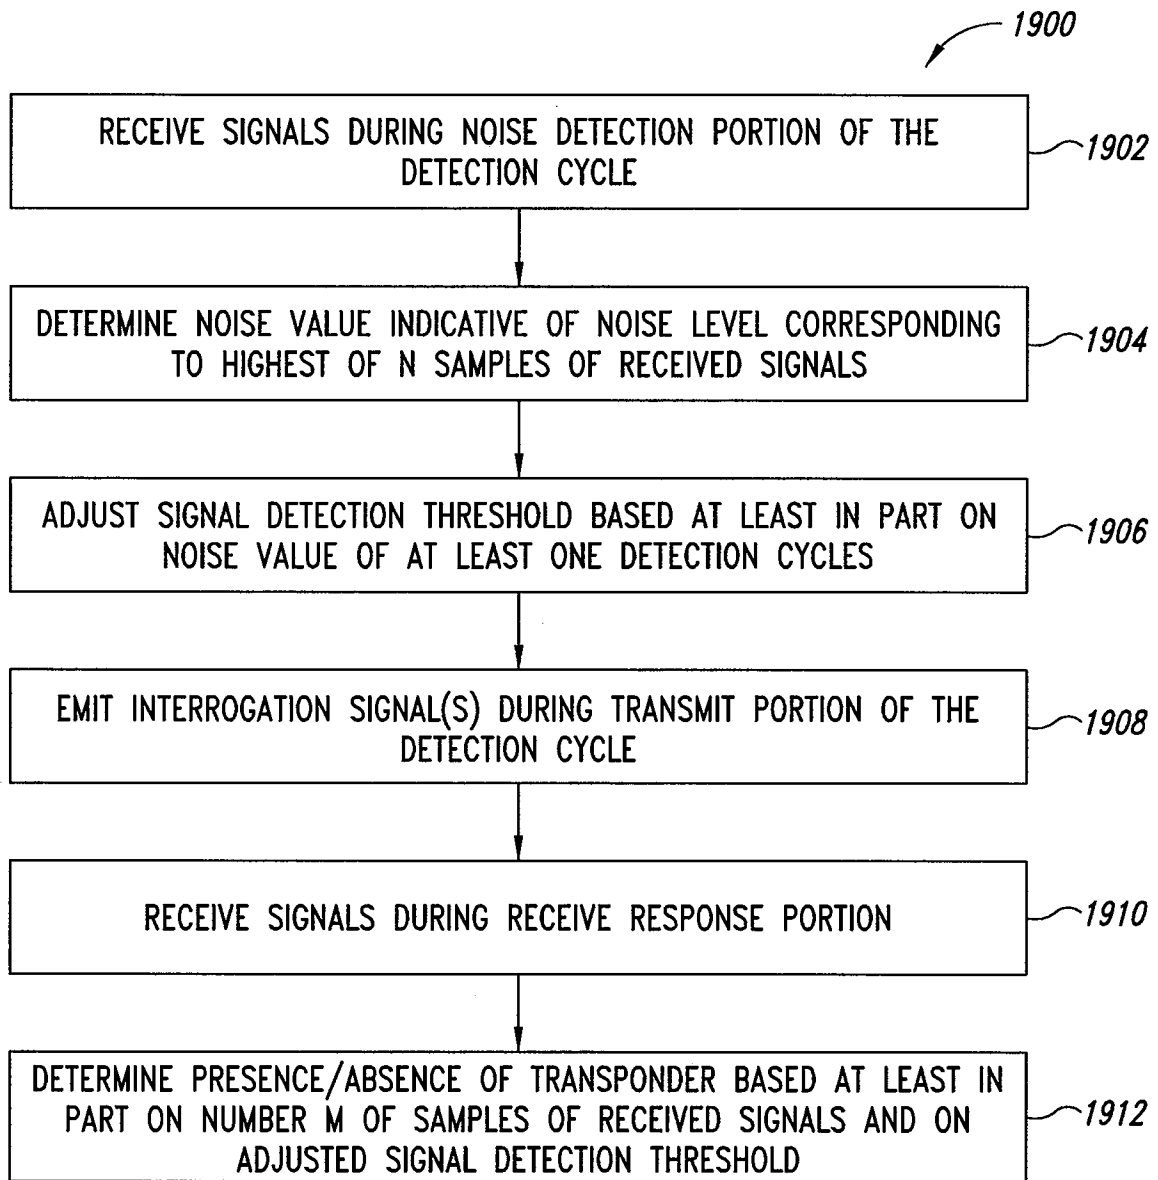 1900
RECEIVE SIGNALS DURING NOISE DETECTION PORTION OF THE
DETECTION CYCLE
1902
DETERMINE NOISE VALUE INDICATIVE OF NOISE LEVEL CORRESPONDING
TO HIGHEST OF N SAMPLES OF RECEIVED SIGNALS
1904
ADJUST SIGNAL DETECTION THRESHOLD BASED AT LEAST IN PART ON
NOISE VALUE OF AT LEAST ONE DETECTION CYCLES
1906
EMIT INTERROGATION SIGNAL(S) DURING TRANSMIT PORTION OF THE
DETECTION CYCLE
1908
RECEIVE SIGNALS DURING RECEIVE RESPONSE PORTION
1910
DETERMINE PRESENCE/ABSENCE OF TRANSPONDER BASED AT LEAST IN
PART ON NUMBER M OF SAMPLES OF RECEIVED SIGNALS AND ON
ADJUSTED SIGNAL DETECTION THRESHOLD
1912